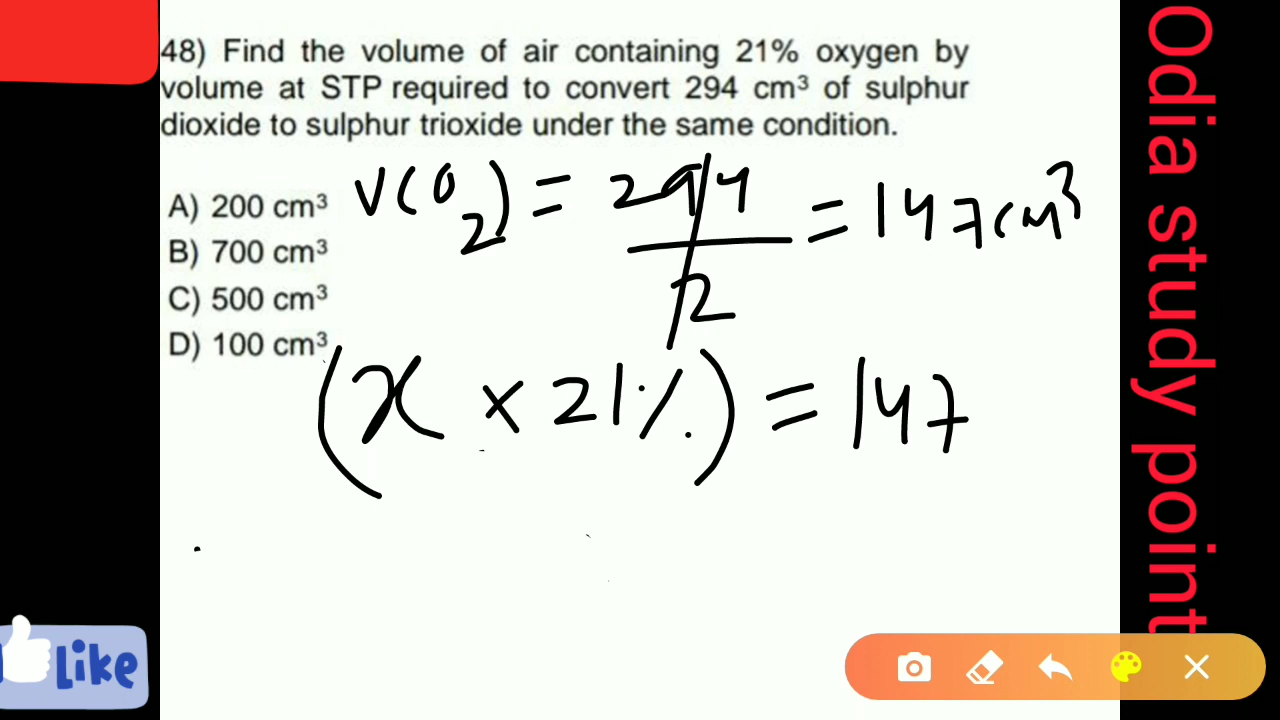 48) Find the volume of air containing 21% oxygen by
volume at STP required to convert 294 cm³ of sulphur
dioxide to sulphur trioxide under the same condition.
A) 200 cm³
B) 700 cm³
C) 500 cm³
D) 100 cm³
V(O₂) = 294/2 = 147cm³
(x × 21%) = 147
Odia study point
Like